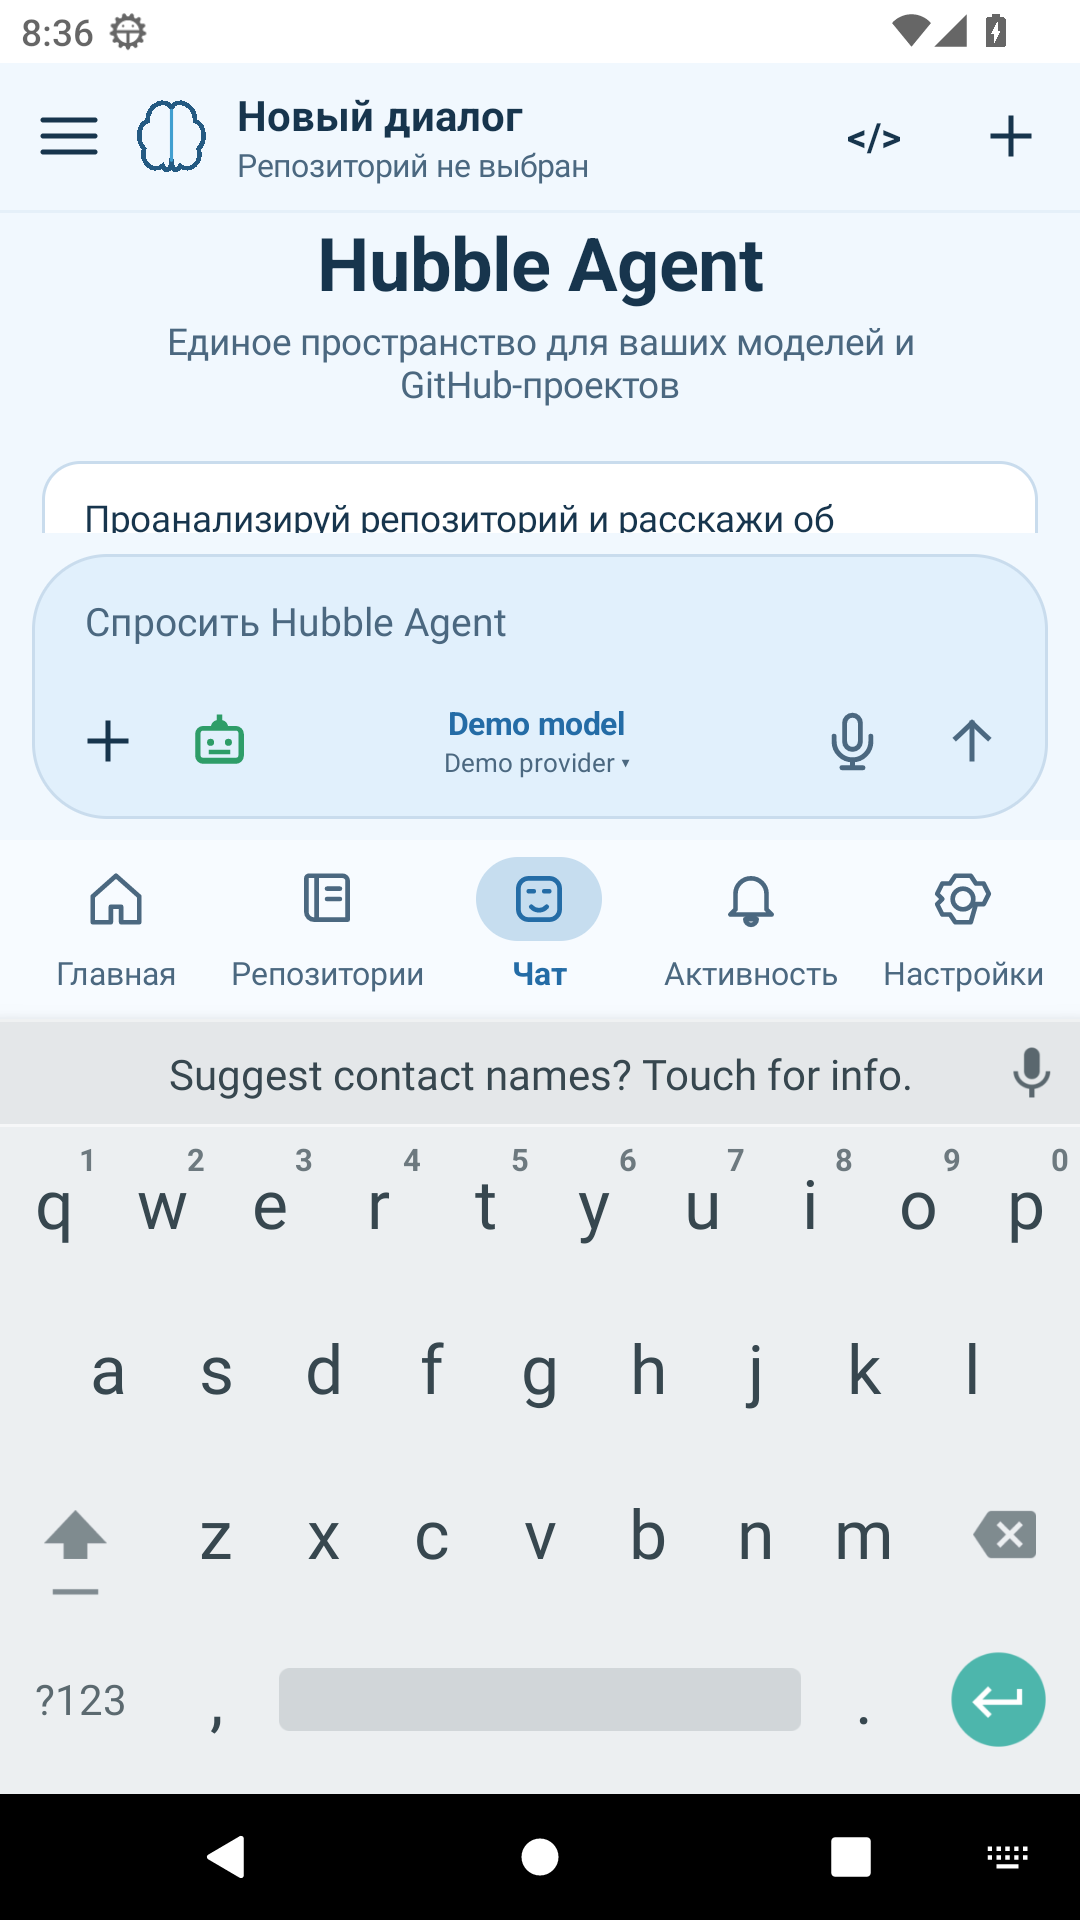 8:36
Новый диалог
Репозиторий не выбран
</>
Hubble Agent
Единое пространство для ваших моделей и
GitHub-проектов
Проанализируй репозиторий и расскажи об
Спросить Hubble Agent
Demo model
Demo provider ▾
Главная Репозитории Чат Активность Настройки
Suggest contact names? Touch for info.
1 2 3 4 5 6 7 8 9 0
q w e r t y u i o p
a s d f g h j k l
z x c v b n m
?123 , .